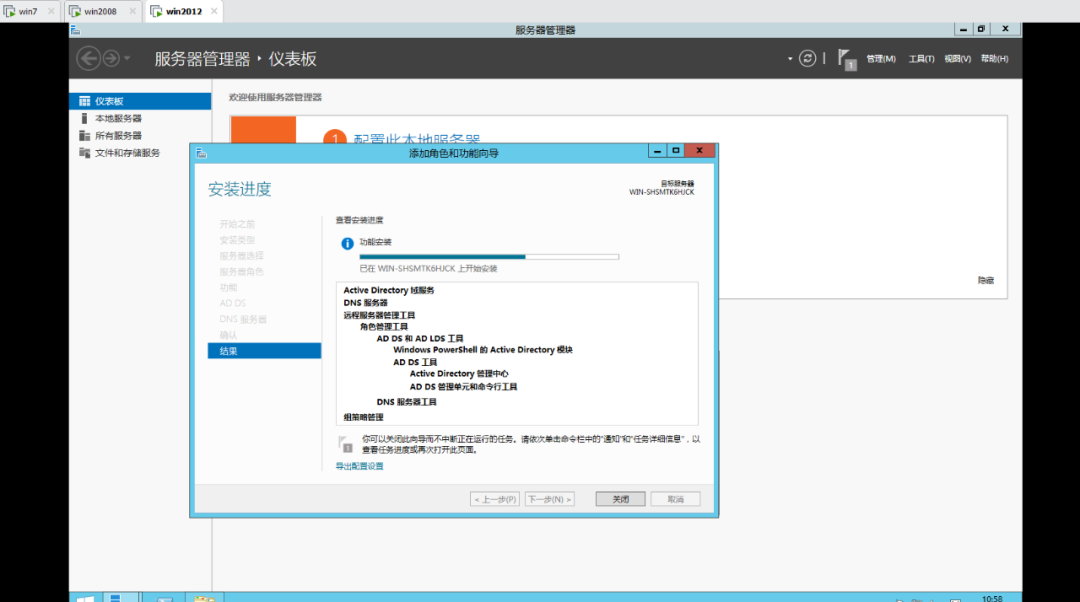 win7
win2008
win2012
服务器管理器
服务器管理器 · 仪表板
1
管理(M) 工具(T) 视图(V) 帮助(H)
仪表板
本地服务器
所有服务器
文件和存储服务
欢迎使用服务器管理器
1 配置此本地服务器
隐藏
添加角色和功能向导
安装进度
目标服务器
WIN-SHSMTK6HJCK
开始之前
安装类型
服务器选择
服务器角色
功能
AD DS
DNS 服务器
确认
结果
查看安装进度
功能安装
已在 WIN-SHSMTK6HJCK 上开始安装
Active Directory 域服务
DNS 服务器
远程服务器管理工具
角色管理工具
AD DS 和 AD LDS 工具
Windows PowerShell 的 Active Directory 模块
AD DS 工具
Active Directory 管理中心
AD DS 管理单元和命令行工具
DNS 服务器工具
组策略管理
1
你可以关闭此向导而不中断正在运行的任务。请依次单击命令栏中的“通知”和“任务详细信息”，以
查看任务进度或再次打开此页面。
导出配置设置
< 上一步(P) 下一步(N) > 关闭 取消
10:58